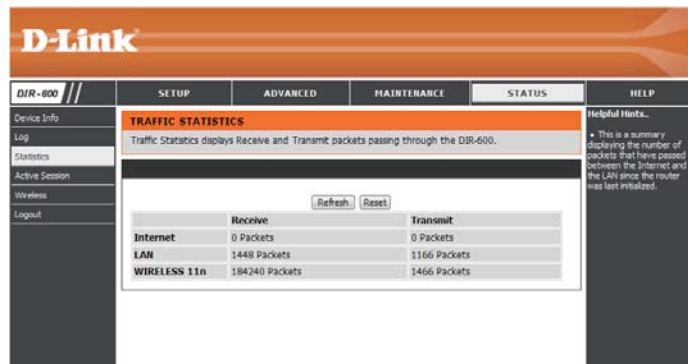 D-Link
DIR-600
SETUP
ADVANCED
MAINTENANCE
STATUS
HELP
Device Info
Log
Statistics
Active Session
Wireless
Logout
TRAFFIC STATISTICS
Traffic Statistics displays Receive and Transmit packets passing through the DIR-600.
Refresh Reset
Receive Transmit
Internet 0 Packets 0 Packets
LAN 1448 Packets 1166 Packets
WIRELESS 11n 184240 Packets 1466 Packets
Helpful Hints..
• This is a summary
displaying the number of
packets that have passed
between the Internet and
the LAN since the router
was last initialized.